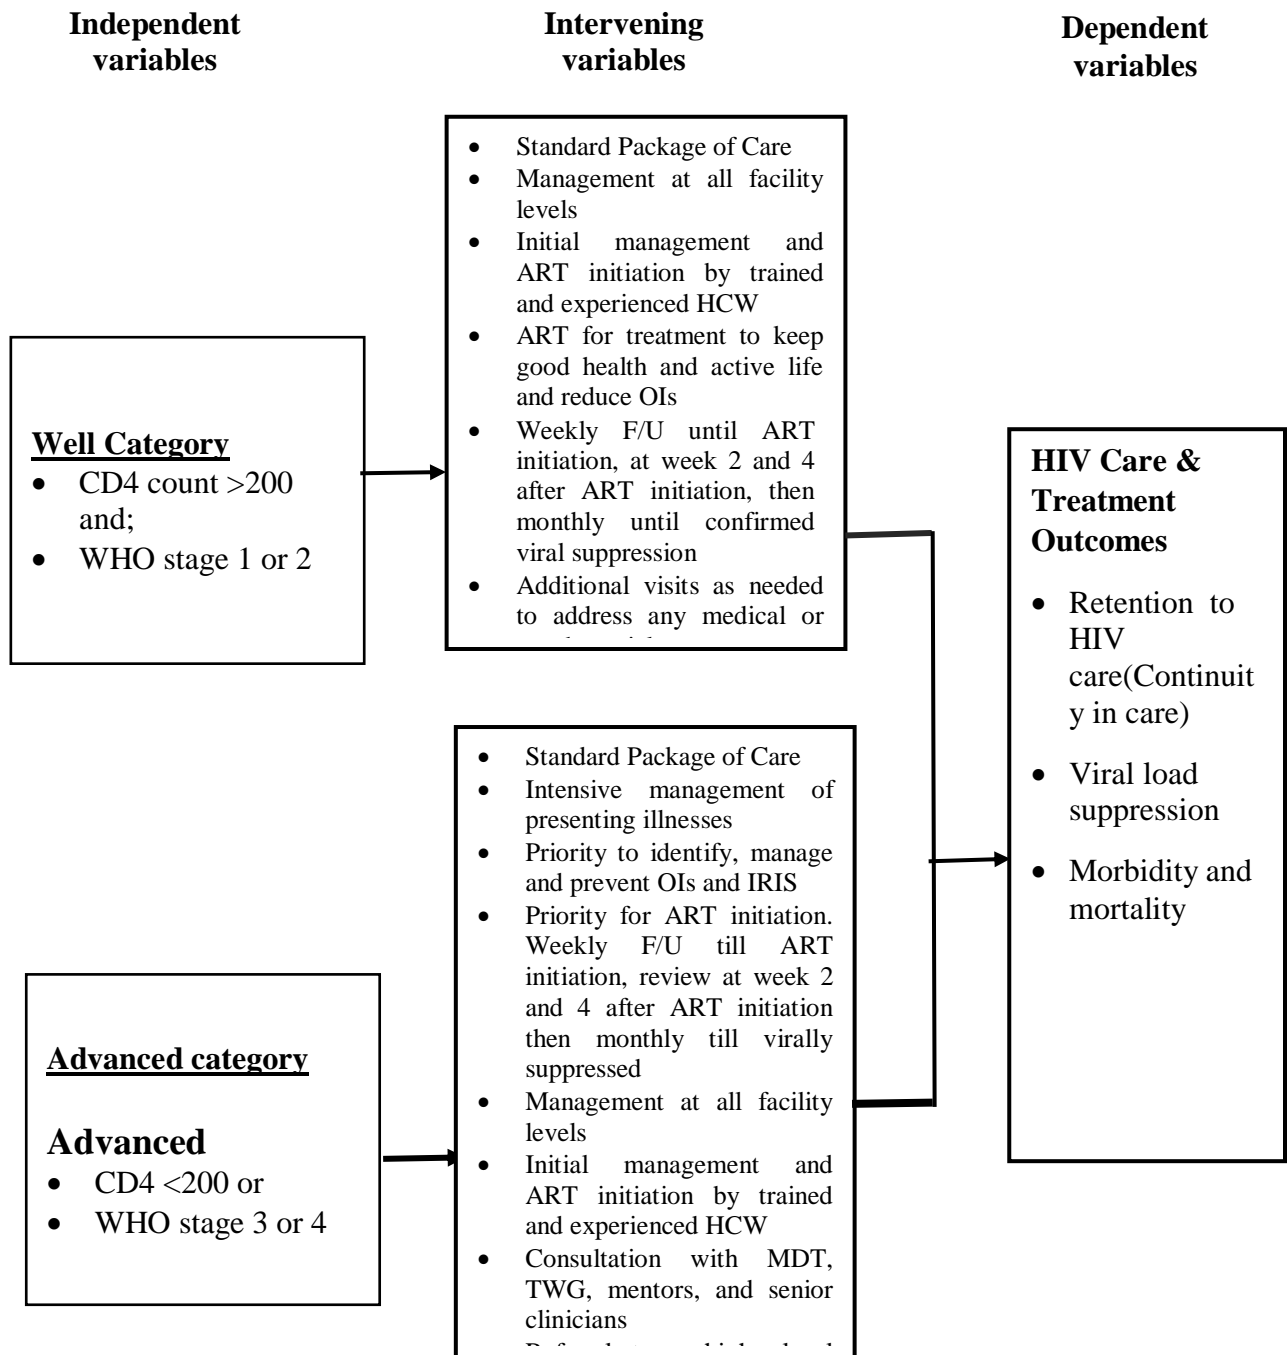 Independent
variables
Intervening
variables
Dependent
variables
Well Category
• CD4 count >200
and;
• WHO stage 1 or 2
• Standard Package of Care
• Management at all facility
levels
• Initial management and
ART initiation by trained
and experienced HCW
• ART for treatment to keep
good health and active life
and reduce OIs
• Weekly F/U until ART
initiation, at week 2 and 4
after ART initiation, then
monthly until confirmed
viral suppression
• Additional visits as needed
to address any medical or
Advanced category
Advanced
• CD4 <200 or
• WHO stage 3 or 4
• Standard Package of Care
• Intensive management of
presenting illnesses
• Priority to identify, manage
and prevent OIs and IRIS
• Priority for ART initiation.
Weekly F/U till ART
initiation, review at week 2
and 4 after ART initiation
then monthly till virally
suppressed
• Management at all facility
levels
• Initial management and
ART initiation by trained
and experienced HCW
• Consultation with MDT,
TWG, mentors, and senior
clinicians
HIV Care &
Treatment
Outcomes
• Retention to
HIV
care(Continuit
y in care)
• Viral load
suppression
• Morbidity and
mortality